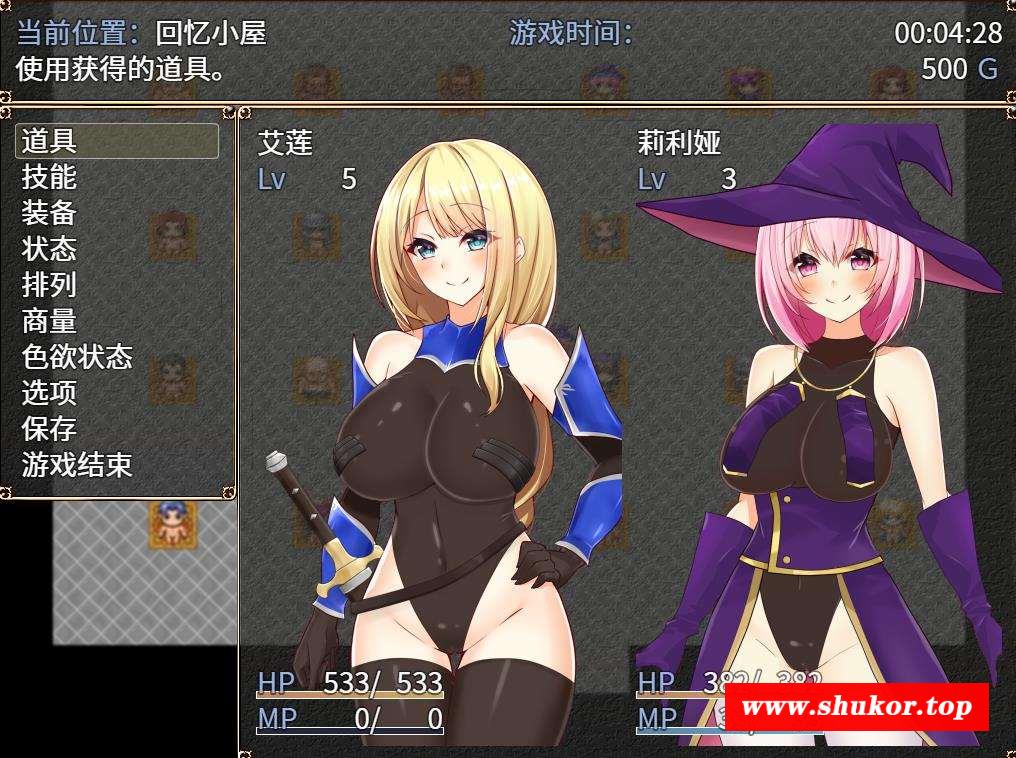 当前位置：回忆小屋 游戏时间： 00:04:28
使用获得的道具。 500 G
道具
技能
装备
状态
排列
商量
色欲状态
选项
保存
游戏结束
艾莲
Lv 5
HP 533/ 533
MP 0/ 0
莉利娅
Lv 3
HP 382/ 382
MP
www.shukor.top